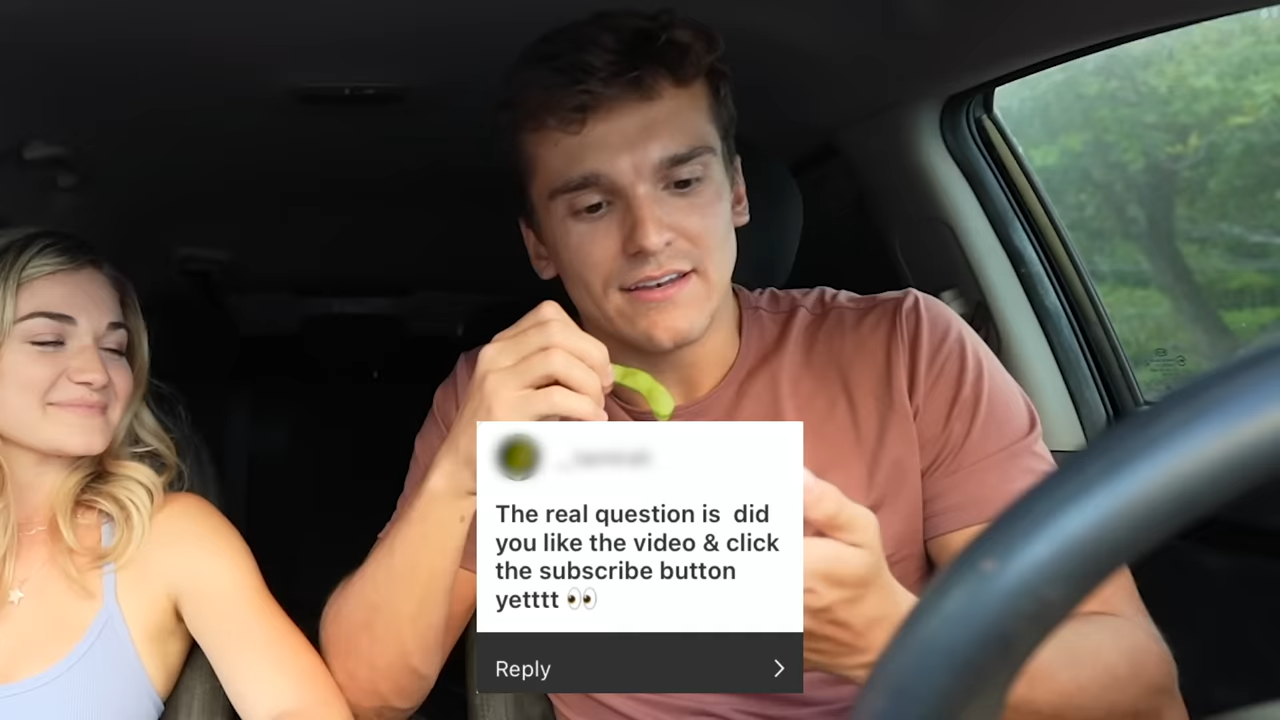 The real question is  did
you like the video & click
the subscribe button
yetttt 👀
Reply